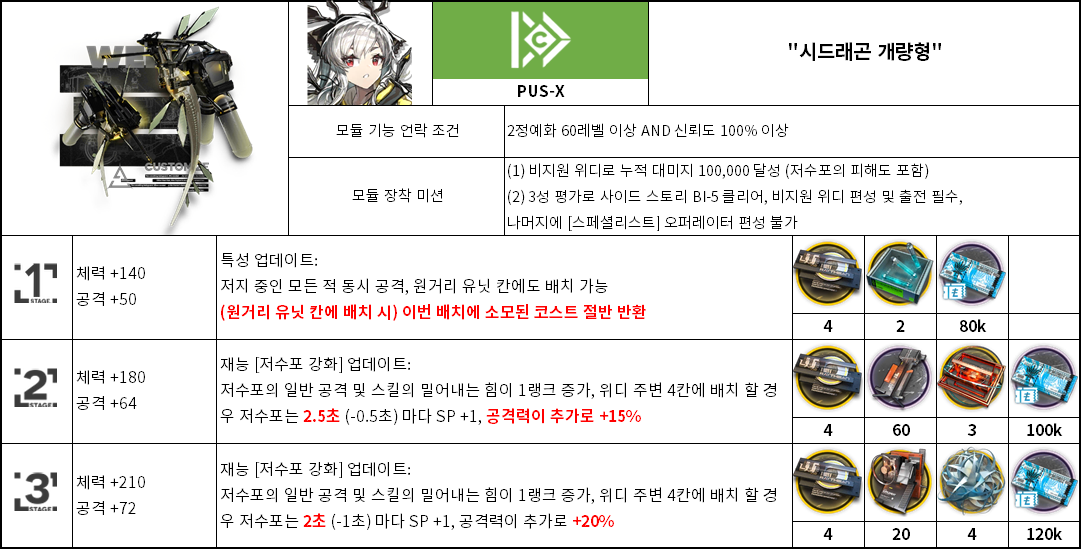 WE
CUSTOMIZE
PUS-X
"시드래곤 개량형"
모듈 기능 언락 조건
2정예화 60레벨 이상 AND 신뢰도 100% 이상
모듈 장착 미션
(1) 비지원 위디로 누적 대미지 100,000 달성 (저수포의 피해도 포함)
(2) 3성 평가로 사이드 스토리 BI-5 클리어, 비지원 위디 편성 및 출전 필수,
나머지에 [스페셜리스트] 오퍼레이터 편성 불가
1
STAGE
체력 +140
공격 +50
특성 업데이트:
저지 중인 모든 적 동시 공격, 원거리 유닛 칸에도 배치 가능
(원거리 유닛 칸에 배치 시) 이번 배치에 소모된 코스트 절반 반환
4
2
80k
2
STAGE
체력 +180
공격 +64
재능 [저수포 강화] 업데이트:
저수포의 일반 공격 및 스킬의 밀어내는 힘이 1랭크 증가, 위디 주변 4칸에 배치 할 경
우 저수포는 2.5초 (-0.5초) 마다 SP +1, 공격력이 추가로 +15%
4
60
3
100k
3
STAGE
체력 +210
공격 +72
재능 [저수포 강화] 업데이트:
저수포의 일반 공격 및 스킬의 밀어내는 힘이 1랭크 증가, 위디 주변 4칸에 배치 할 경
우 저수포는 2초 (-1초) 마다 SP +1, 공격력이 추가로 +20%
4
20
4
120k